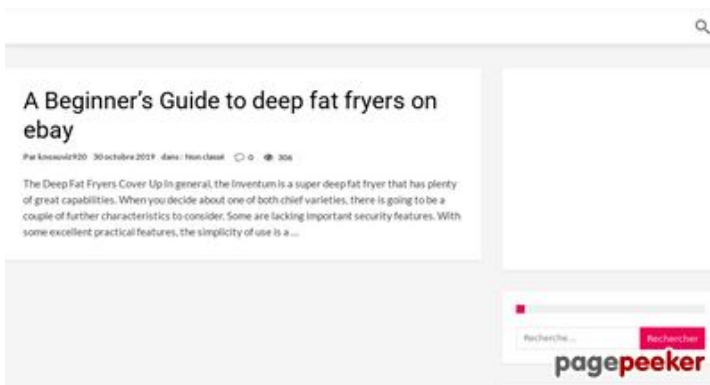 A Beginner's Guide to deep fat fryers on
ebay
Par 30 octobre 2019 dans : Non classé 0 306
The Deep Fat Fryers Cover Up In general, the Inventum is a super deep fat fryer that has plenty
of great capabilities. When you decide about one of both chief varieties, there is going to be a
couple of further characteristics to consider. Some are lacking important security features. With
some excellent practical features, the simplicity of use is a ...
Recherche ... Rechercher
pagepeeker